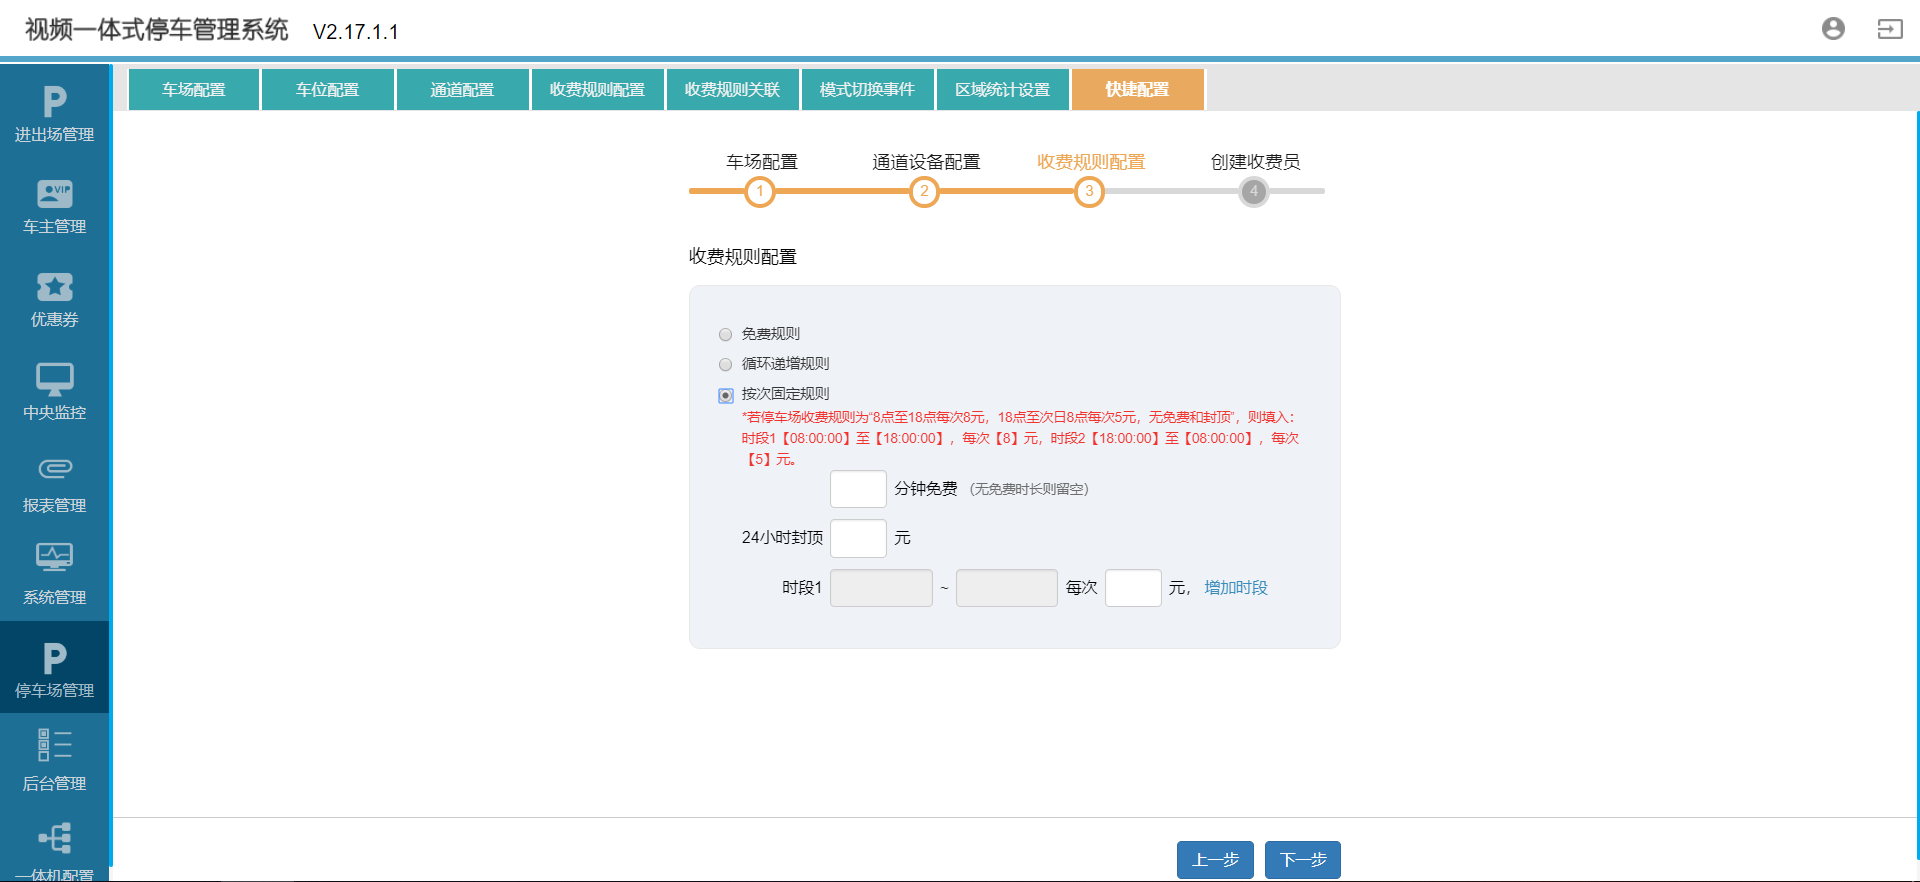 视频一体式停车管理系统 V2.17.1.1
车场配置 车位配置 通道配置 收费规则配置 收费规则关联 模式切换事件 区域统计设置 快捷配置
进出场管理
车主管理
优惠券
中央监控
报表管理
系统管理
停车场管理
后台管理
一体机配置
车场配置 通道设备配置 收费规则配置 创建收费员
1 2 3 4
收费规则配置
免费规则
循环递增规则
按次固定规则
*若停车场收费规则为“8点至18点每次8元，18点至次日8点每次5元，无免费和封顶”，则填入：
时段1【08:00:00】至【18:00:00】，每次【8】元，时段2【18:00:00】至【08:00:00】，每次
【5】元。
分钟免费 （无免费时长则留空）
24小时封顶 元
时段1 ~ 每次 元， 增加时段
上一步 下一步